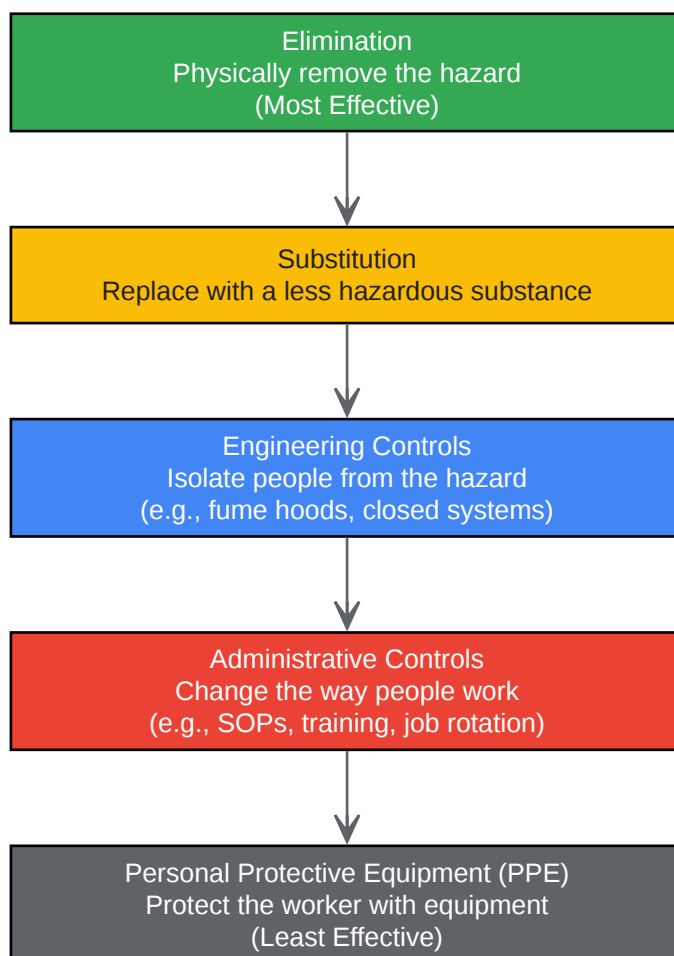 Elimination
Physically remove the hazard
(Most Effective)
Substitution
Replace with a less hazardous substance
Engineering Controls
Isolate people from the hazard
(e.g., fume hoods, closed systems)
Administrative Controls
Change the way people work
(e.g., SOPs, training, job rotation)
Personal Protective Equipment (PPE)
Protect the worker with equipment
(Least Effective)